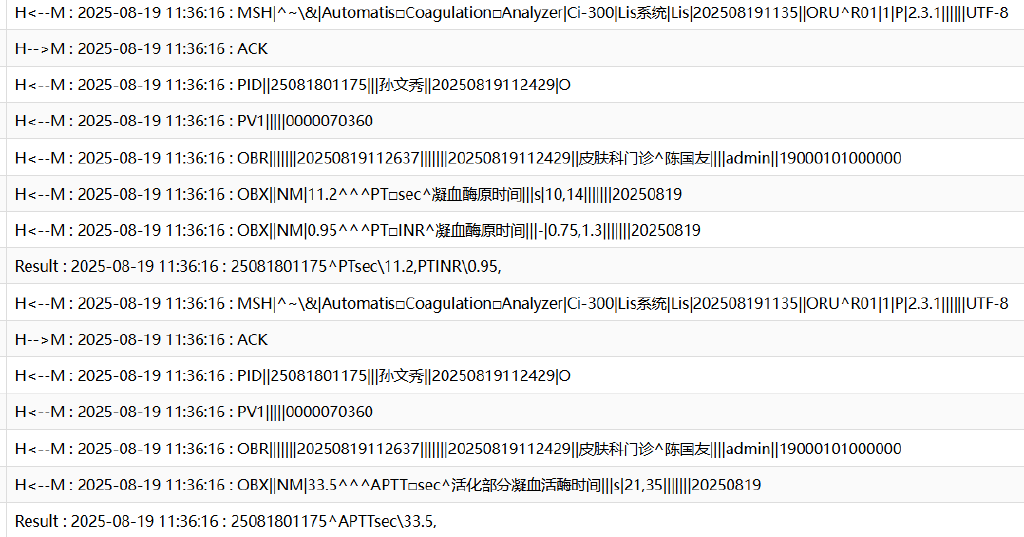 H<--M : 2025-08-19 11:36:16 : MSH|^~\&|Automatis□Coagulation□Analyzer|Ci-300|Lis系统|Lis|202508191135||ORU^R01|1|P|2.3.1||||||UTF-8
H-->M : 2025-08-19 11:36:16 : ACK
H<--M : 2025-08-19 11:36:16 : PID||25081801175|||孙文秀||20250819112429|O
H<--M : 2025-08-19 11:36:16 : PV1|||||0000070360
H<--M : 2025-08-19 11:36:16 : OBR|||||||20250819112637|||||||20250819112429||皮肤科门诊^陈国友||||admin||19000101000000
H<--M : 2025-08-19 11:36:16 : OBX||NM|11.2^^^PT□sec^凝血酶原时间|||s|10,14|||||||20250819
H<--M : 2025-08-19 11:36:16 : OBX||NM|0.95^^^PT□INR^凝血酶原时间|||-|0.75,1.3|||||||20250819
Result : 2025-08-19 11:36:16 : 25081801175^PTsec\11.2,PTINR\0.95,
H<--M : 2025-08-19 11:36:16 : MSH|^~\&|Automatis□Coagulation□Analyzer|Ci-300|Lis系统|Lis|202508191135||ORU^R01|1|P|2.3.1||||||UTF-8
H-->M : 2025-08-19 11:36:16 : ACK
H<--M : 2025-08-19 11:36:16 : PID||25081801175|||孙文秀||20250819112429|O
H<--M : 2025-08-19 11:36:16 : PV1|||||0000070360
H<--M : 2025-08-19 11:36:16 : OBR|||||||20250819112637|||||||20250819112429||皮肤科门诊^陈国友||||admin||19000101000000
H<--M : 2025-08-19 11:36:16 : OBX||NM|33.5^^^APTT□sec^活化部分凝血活酶时间|||s|21,35|||||||20250819
Result : 2025-08-19 11:36:16 : 25081801175^APTTsec\33.5,